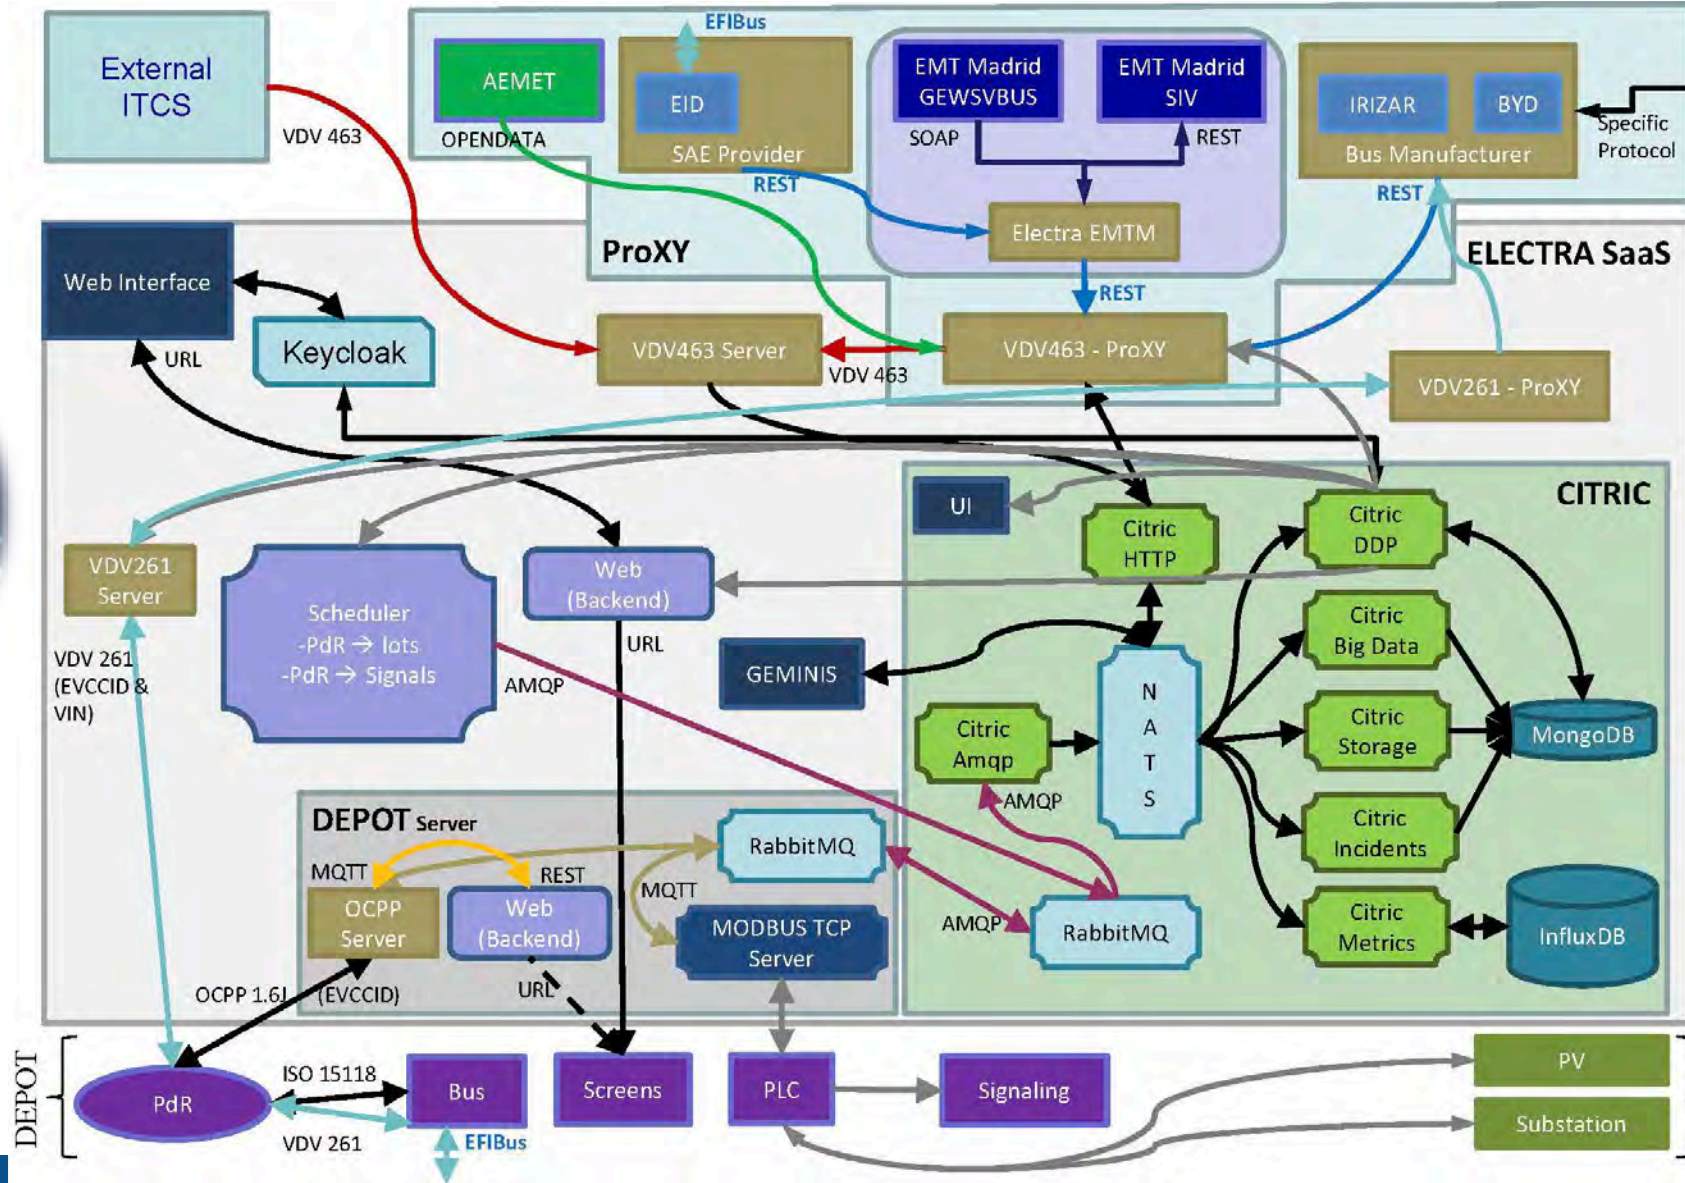 External
ITCS
VDV 463
AEMET
OPENDATA
EFIBus
EID
SAE Provider
REST
EMT Madrid
GEWSVBUS
EMT Madrid
SIV
SOAP
REST
Electra EMTM
REST
IRIZAR
BYD
Bus Manufacturer
REST
Specific
Protocol
ProXY
ELECTRA SaaS
Web Interface
URL
Keycloak
VDV463 Server
VDV 463
VDV463 - ProXY
VDV261 - ProXY
CITRIC
UI
Citric
HTTP
Citric
DDP
VDV261
Server
Scheduler
-PdR → lots
-PdR → Signals
Web
(Backend)
URL
VDV 261
(EVCCID &
VIN)
AMQP
GEMINIS
N
A
T
S
Citric
Big Data
Citric
Amqp
Citric
Storage
MongoDB
AMQP
Citric
Incidents
DEPOT Server
RabbitMQ
MQTT
REST
MQTT
OCPP
Server
Web
(Backend)
MODBUS TCP
Server
AMQP
RabbitMQ
Citric
Metrics
InfluxDB
OCPP 1.6J
(EVCCID)
URL
DEPOT
PdR
ISO 15118
VDV 261
Bus
EFIBus
Screens
PLC
Signaling
PV
Substation